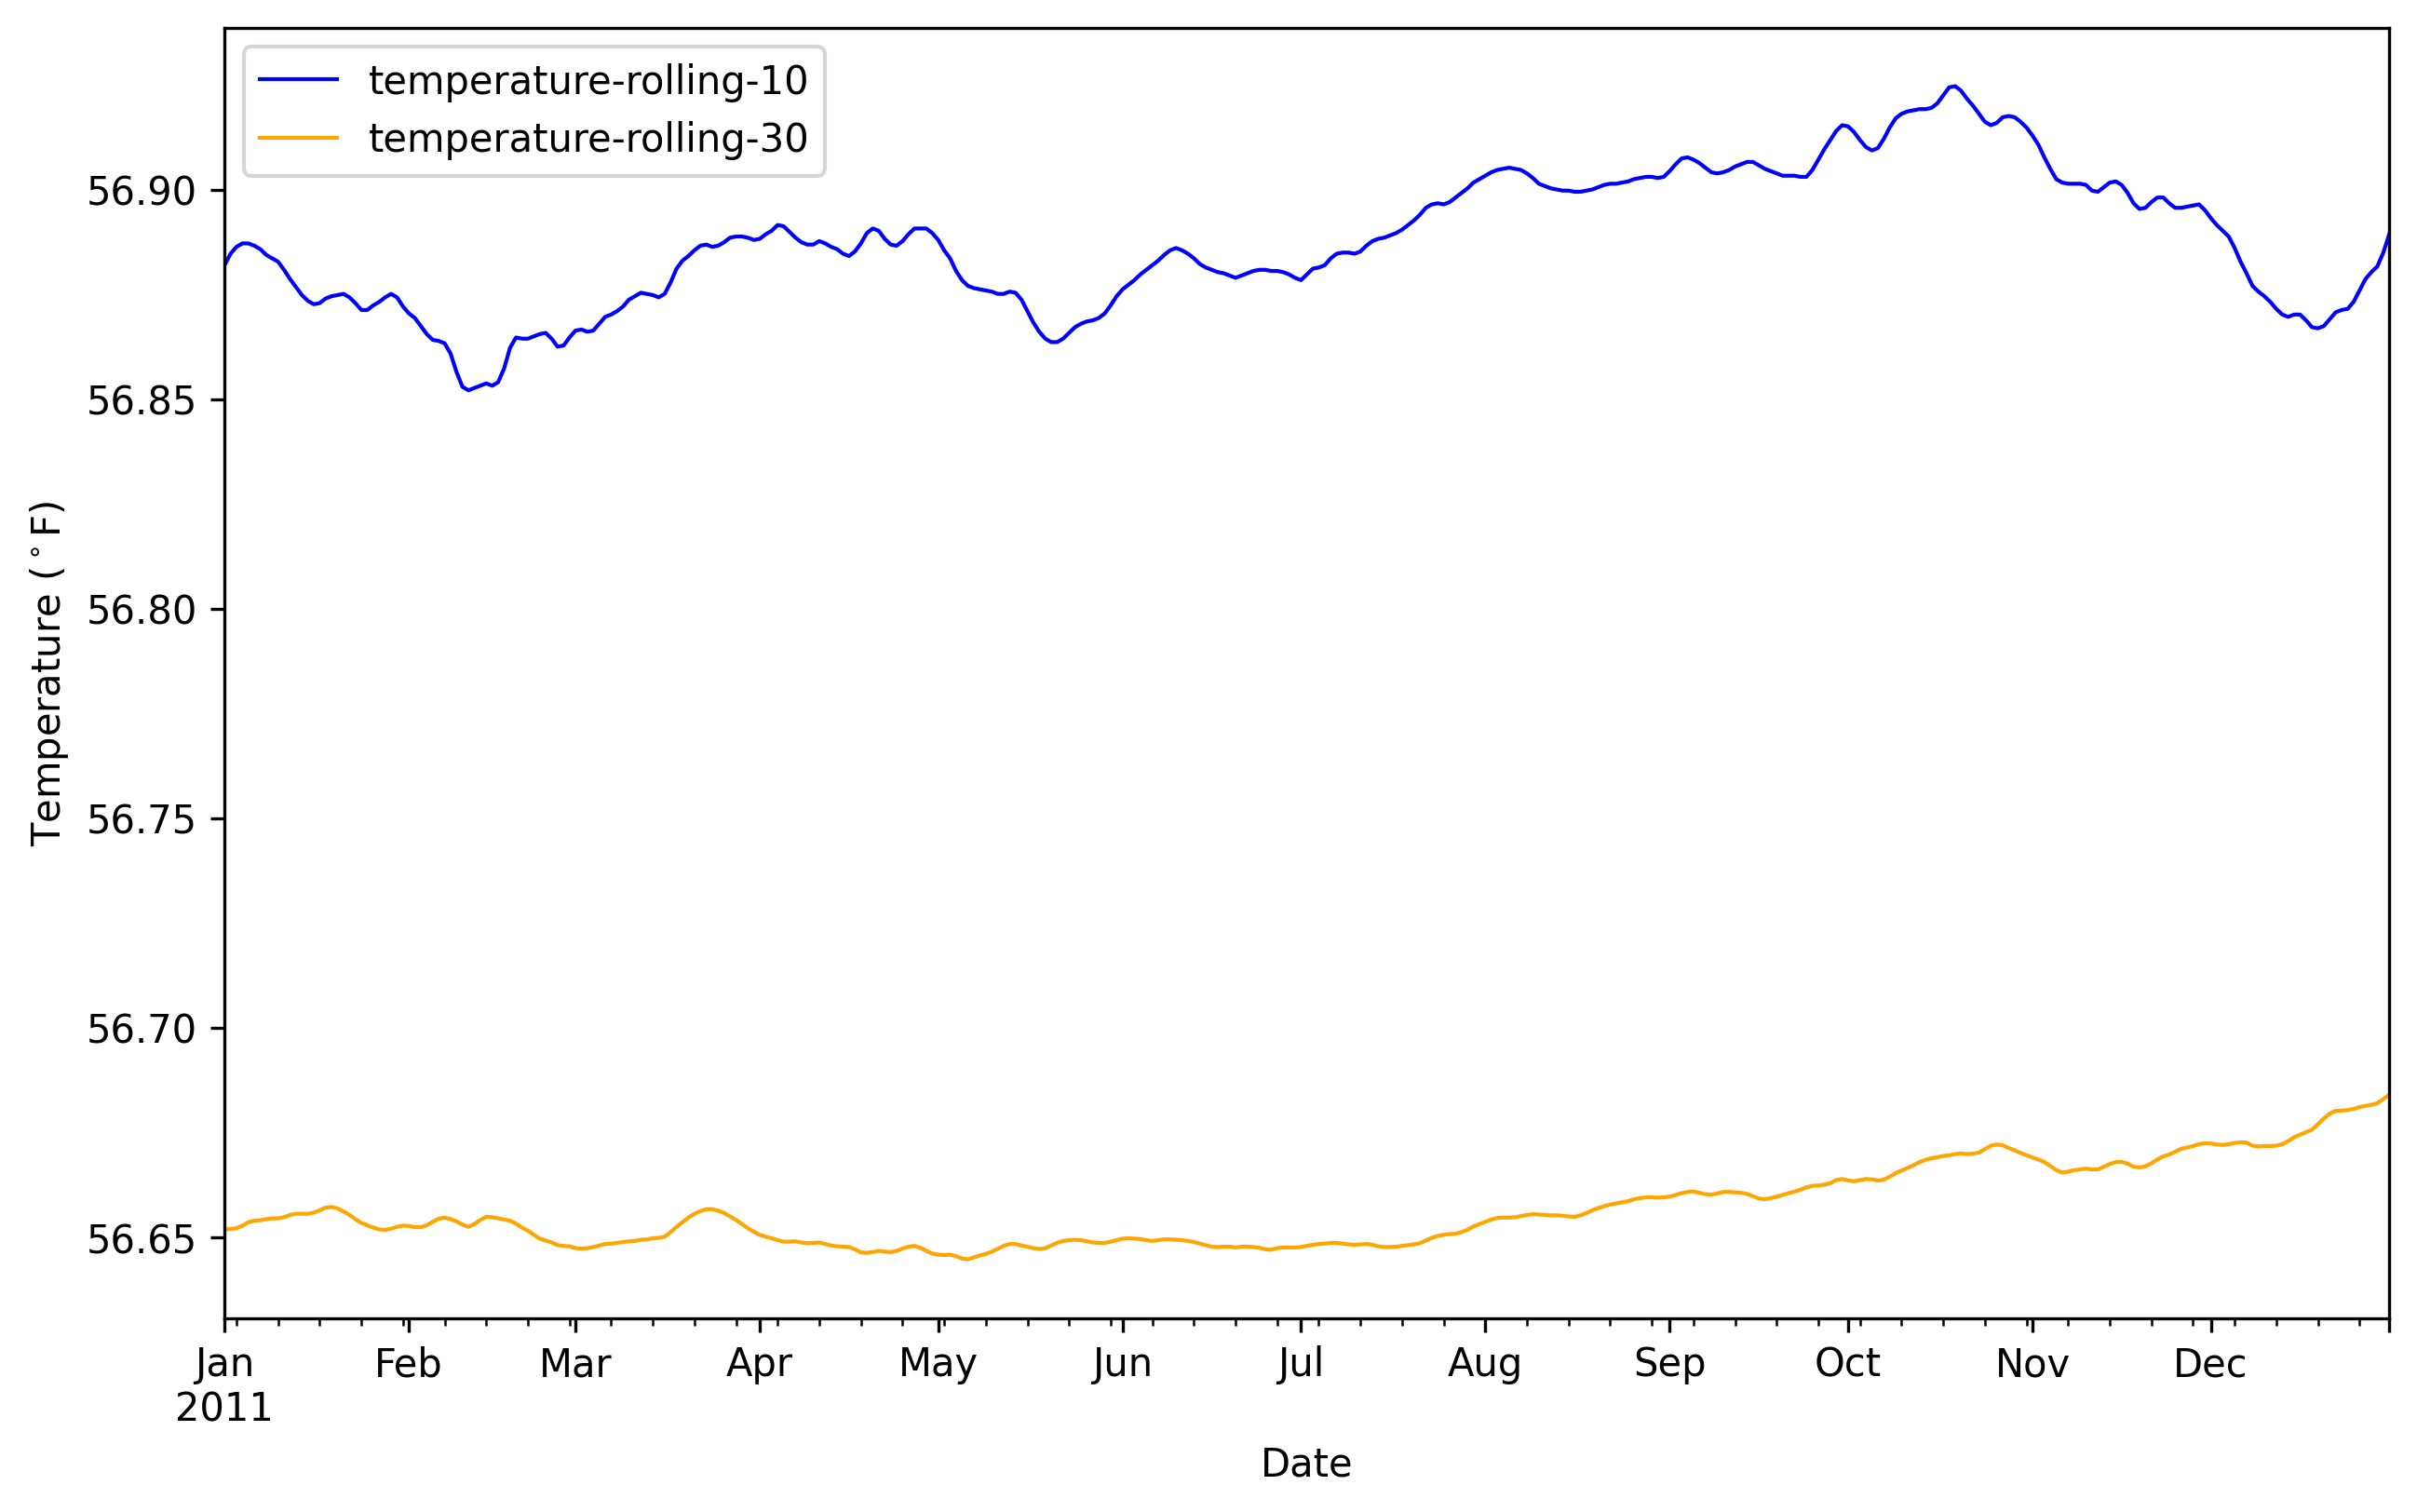 temperature-rolling-10
temperature-rolling-30
56.90
56.85
56.80
56.75
56.70
56.65
Temperature (°F)
Jan Feb Mar Apr May Jun Jul Aug Sep Oct Nov Dec
2011
Date